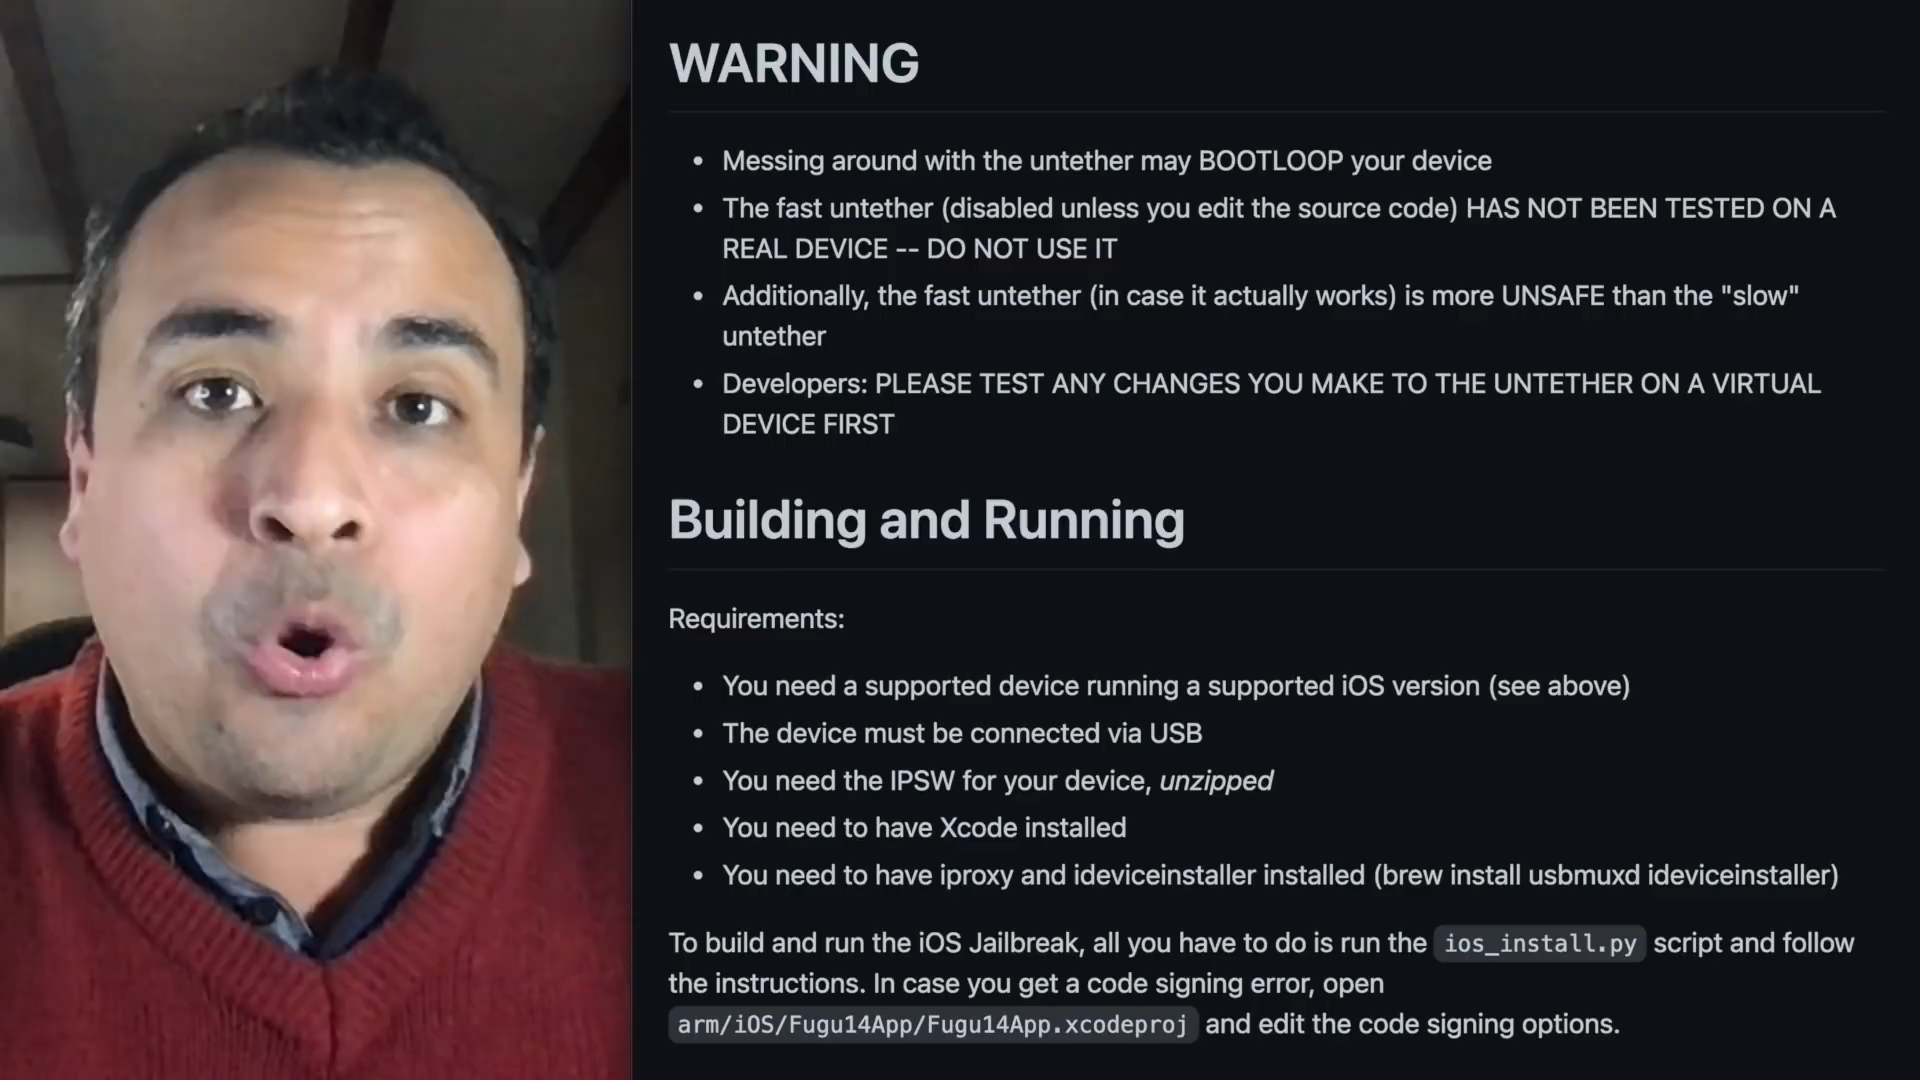 WARNING
Messing around with the untether may BOOTLOOP your device
The fast untether (disabled unless you edit the source code) HAS NOT BEEN TESTED ON A
REAL DEVICE -- DO NOT USE IT
Additionally, the fast untether (in case it actually works) is more UNSAFE than the "slow"
untether
Developers: PLEASE TEST ANY CHANGES YOU MAKE TO THE UNTETHER ON A VIRTUAL
DEVICE FIRST
Building and Running
Requirements:
You need a supported device running a supported iOS version (see above)
The device must be connected via USB
You need the IPSW for your device, unzipped
You need to have Xcode installed
You need to have iproxy and ideviceinstaller installed (brew install usbmuxd ideviceinstaller)
To build and run the iOS Jailbreak, all you have to do is run the ios_install.py script and follow
the instructions. In case you get a code signing error, open
arm/iOS/Fugu14App/Fugu14App.xcodeproj and edit the code signing options.